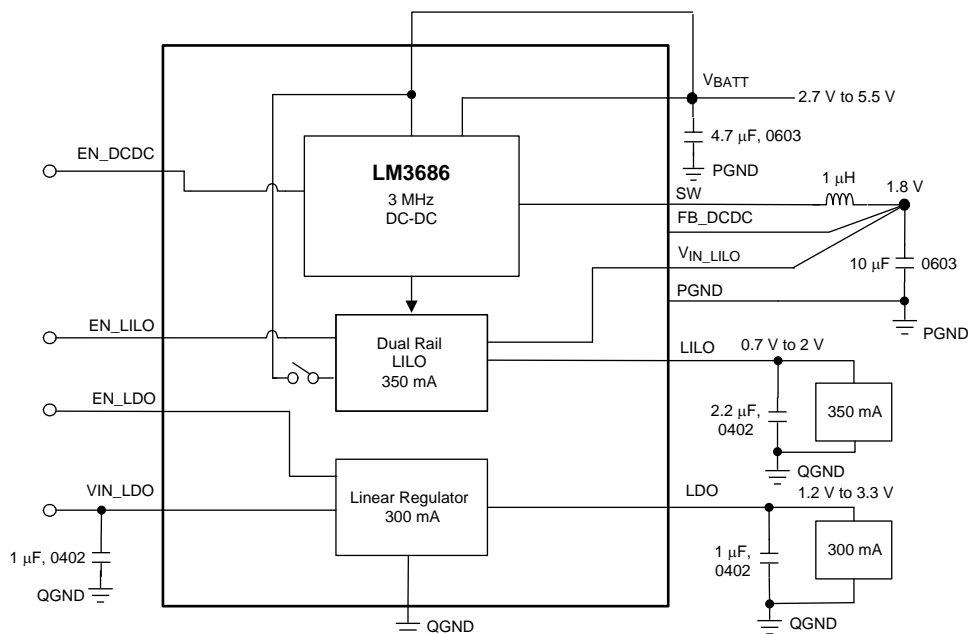 VBATT
2.7 V to 5.5 V
4.7 μF, 0603
PGND
EN_DCDC
LM3686
3 MHz
DC-DC
SW
1 μH
1.8 V
FB_DCDC
VIN_LILO
10 μF
0603
PGND
PGND
EN_LILO
Dual Rail
LILO
350 mA
LILO
0.7 V to 2 V
2.2 μF,
0402
350 mA
QGND
EN_LDO
VIN_LDO
Linear Regulator
300 mA
LDO
1.2 V to 3.3 V
1 μF, 0402
QGND
1 μF,
0402
300 mA
QGND
QGND